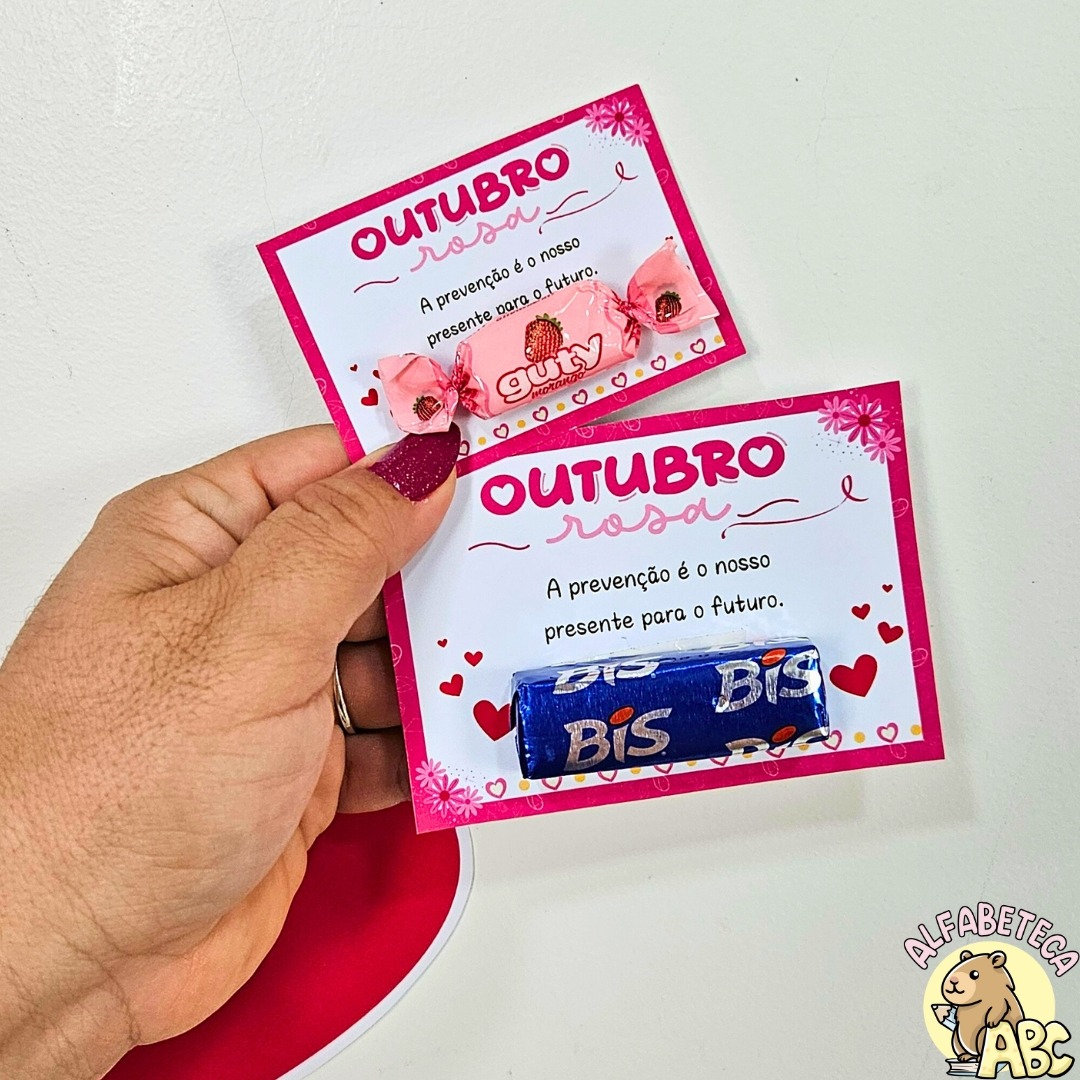 OUTUBRO
rosa
A prevenção é o nosso
presente para o futuro.
guty
morango
OUTUBRO
rosa
A prevenção é o nosso
presente para o futuro.
BIS
BIS
BIS
BIS
ALFABETECA
ABC